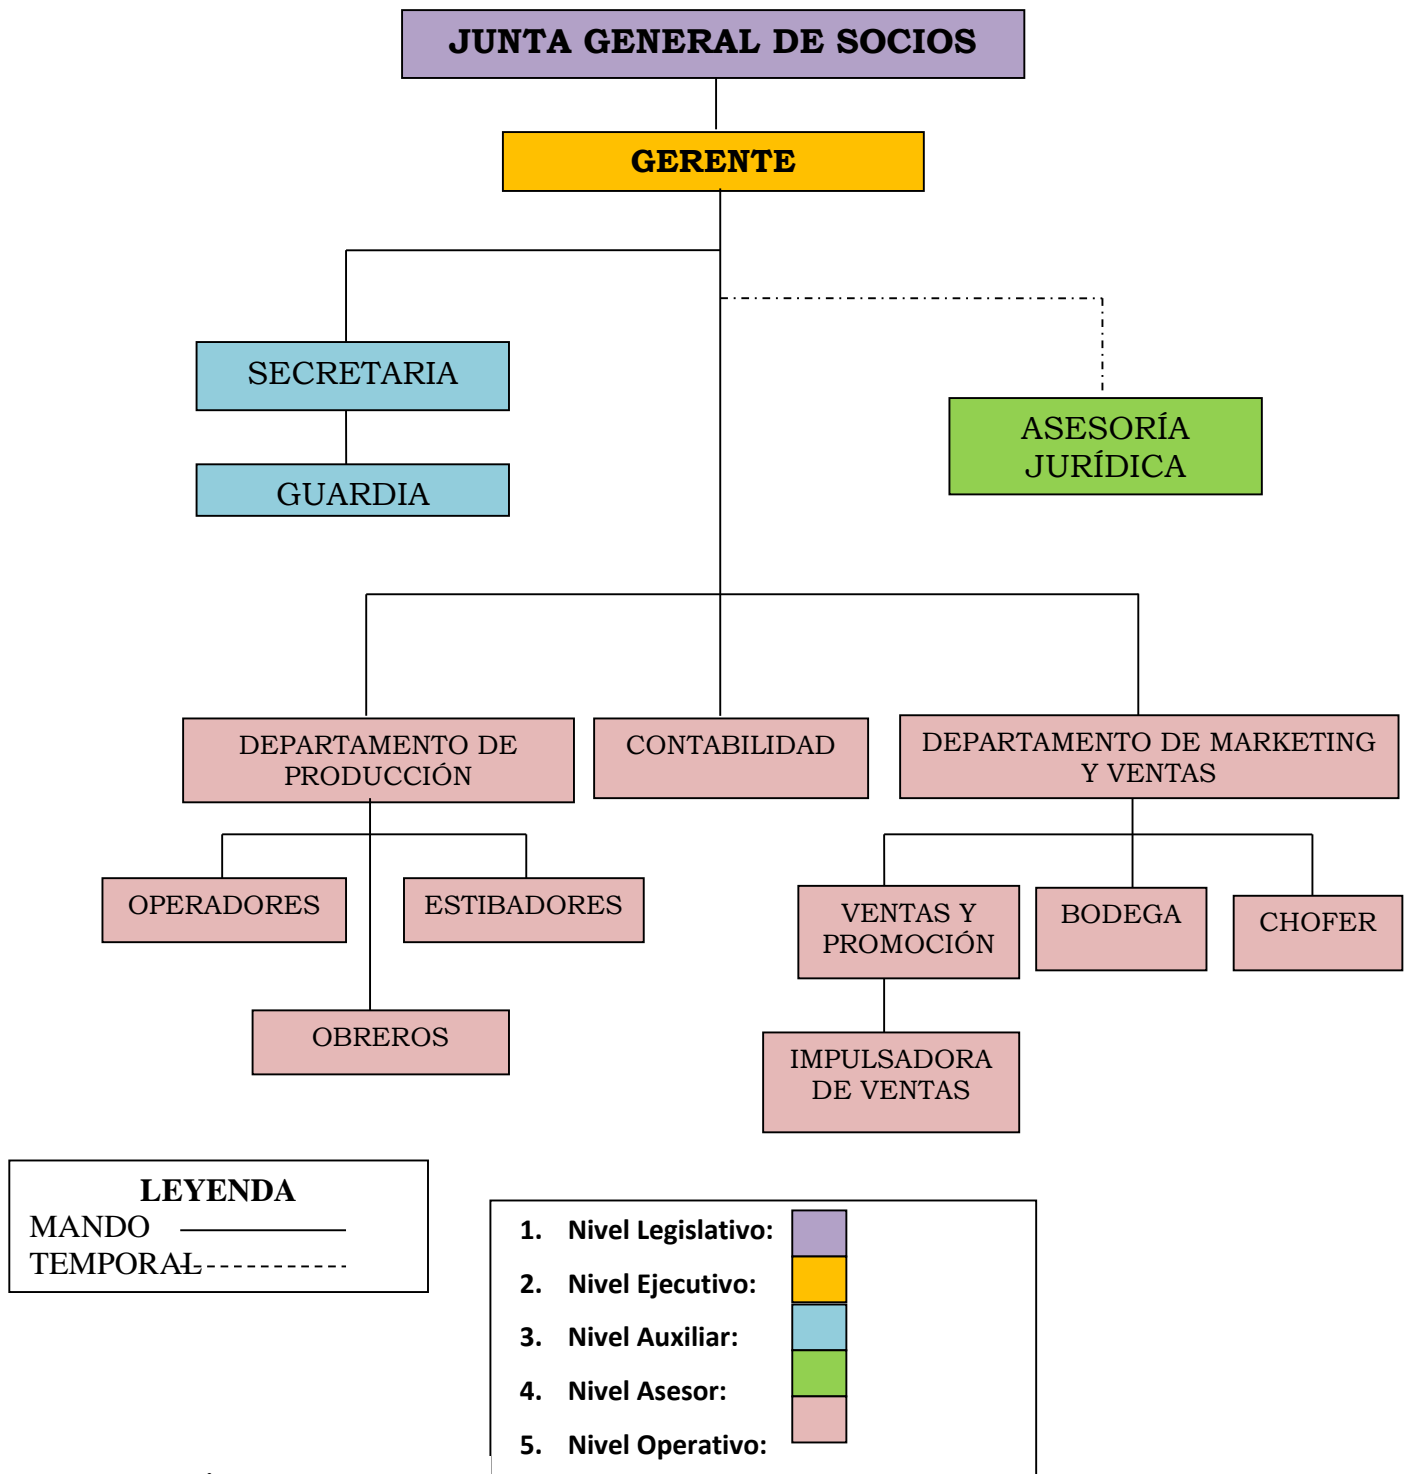 JUNTA GENERAL DE SOCIOS
GERENTE
SECRETARIA
GUARDIA
ASESORÍA
JURÍDICA
DEPARTAMENTO DE
PRODUCCIÓN
CONTABILIDAD
DEPARTAMENTO DE MARKETING
Y VENTAS
OPERADORES
ESTIBADORES
OBREROS
VENTAS Y
PROMOCIÓN
BODEGA
CHOFER
IMPULSADORA
DE VENTAS
LEYENDA
MANDO
TEMPORAL
1. Nivel Legislativo:
2. Nivel Ejecutivo:
3. Nivel Auxiliar:
4. Nivel Asesor:
5. Nivel Operativo: